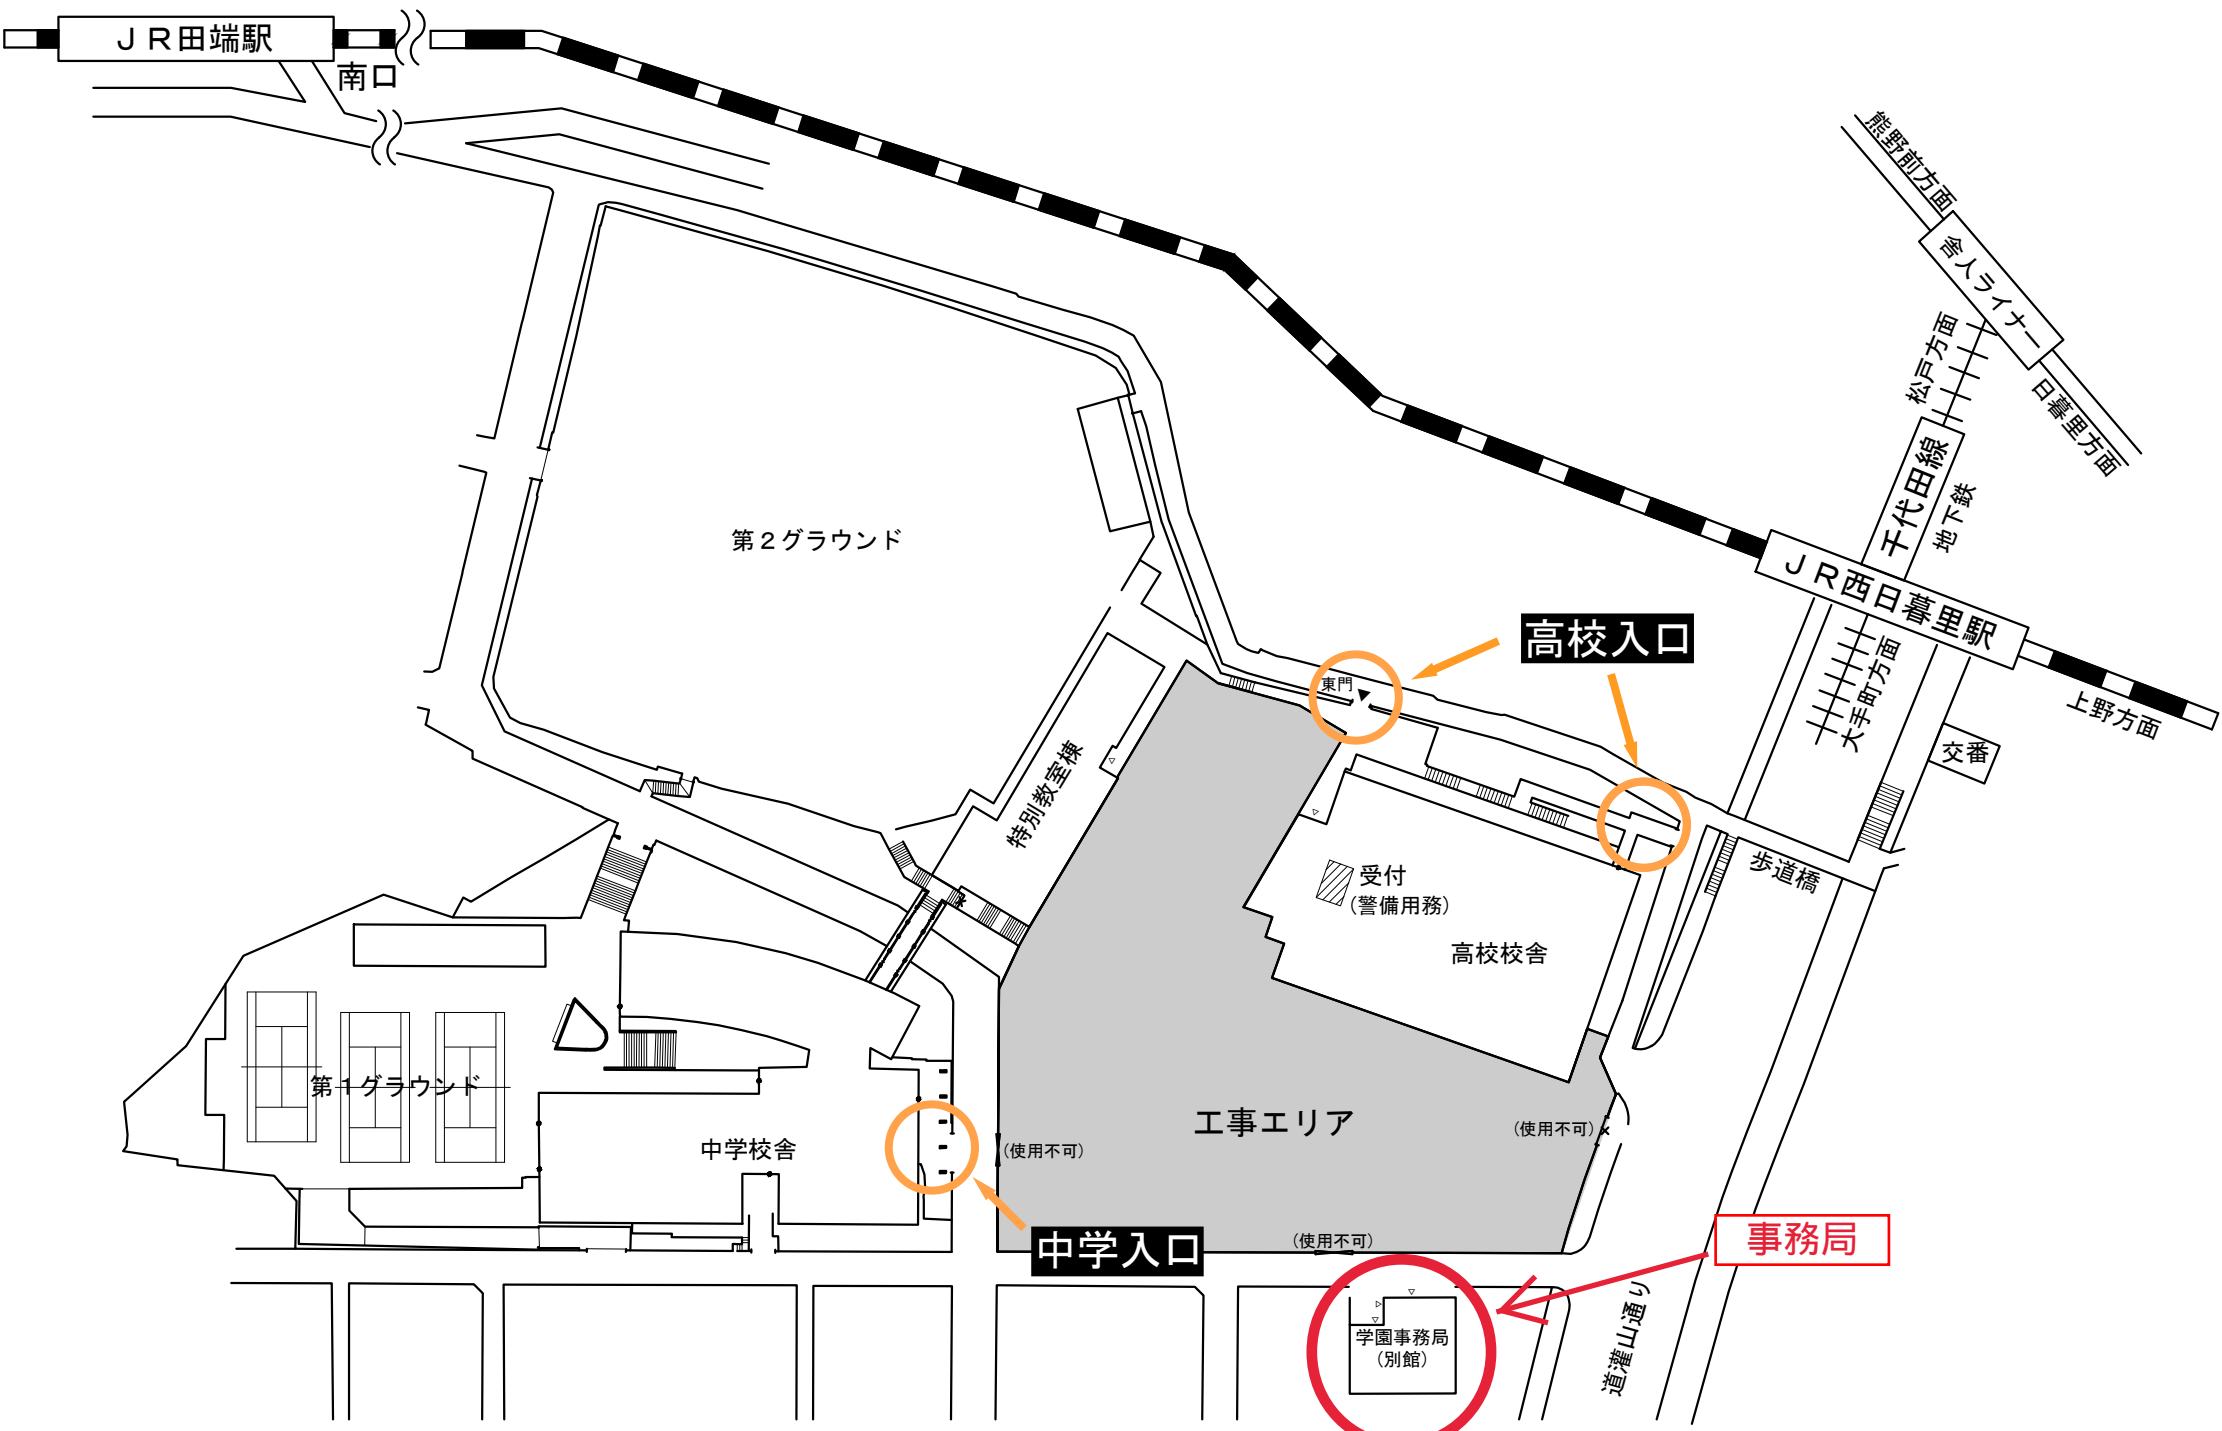 ＪＲ田端駅
南口
熊野前方面
舎人ライナー
日暮里方面
松戸方面
千代田線
地下鉄
ＪＲ西日暮里駅
大手町方面
上野方面
交番
第２グラウンド
高校入口
東門
特別教室棟
歩道橋
受付
（警備用務）
高校校舎
第１グラウンド
中学校舎
工事エリア
（使用不可）
（使用不可）
（使用不可）
中学入口
事務局
学園事務局
（別館）
道灌山通り